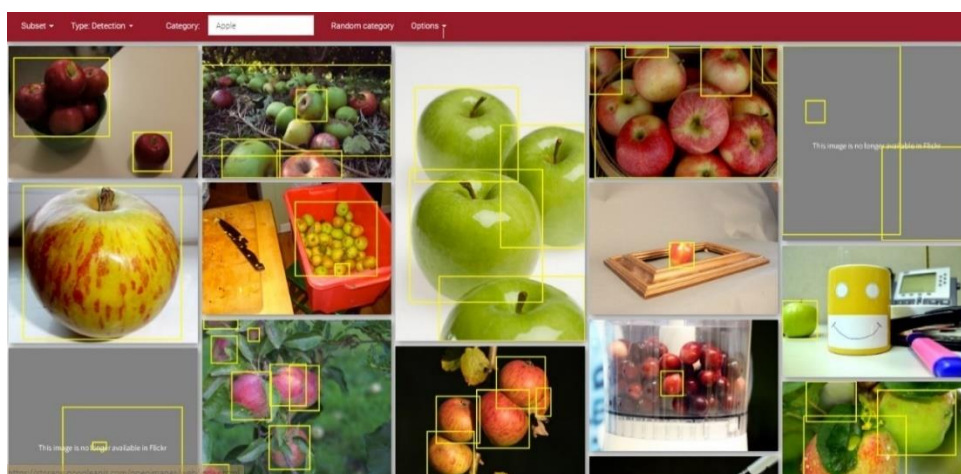 Subset Type: Detection Category: Apple Random category Options
This image is no longer available in Flickr
This image is no longer available in Flickr